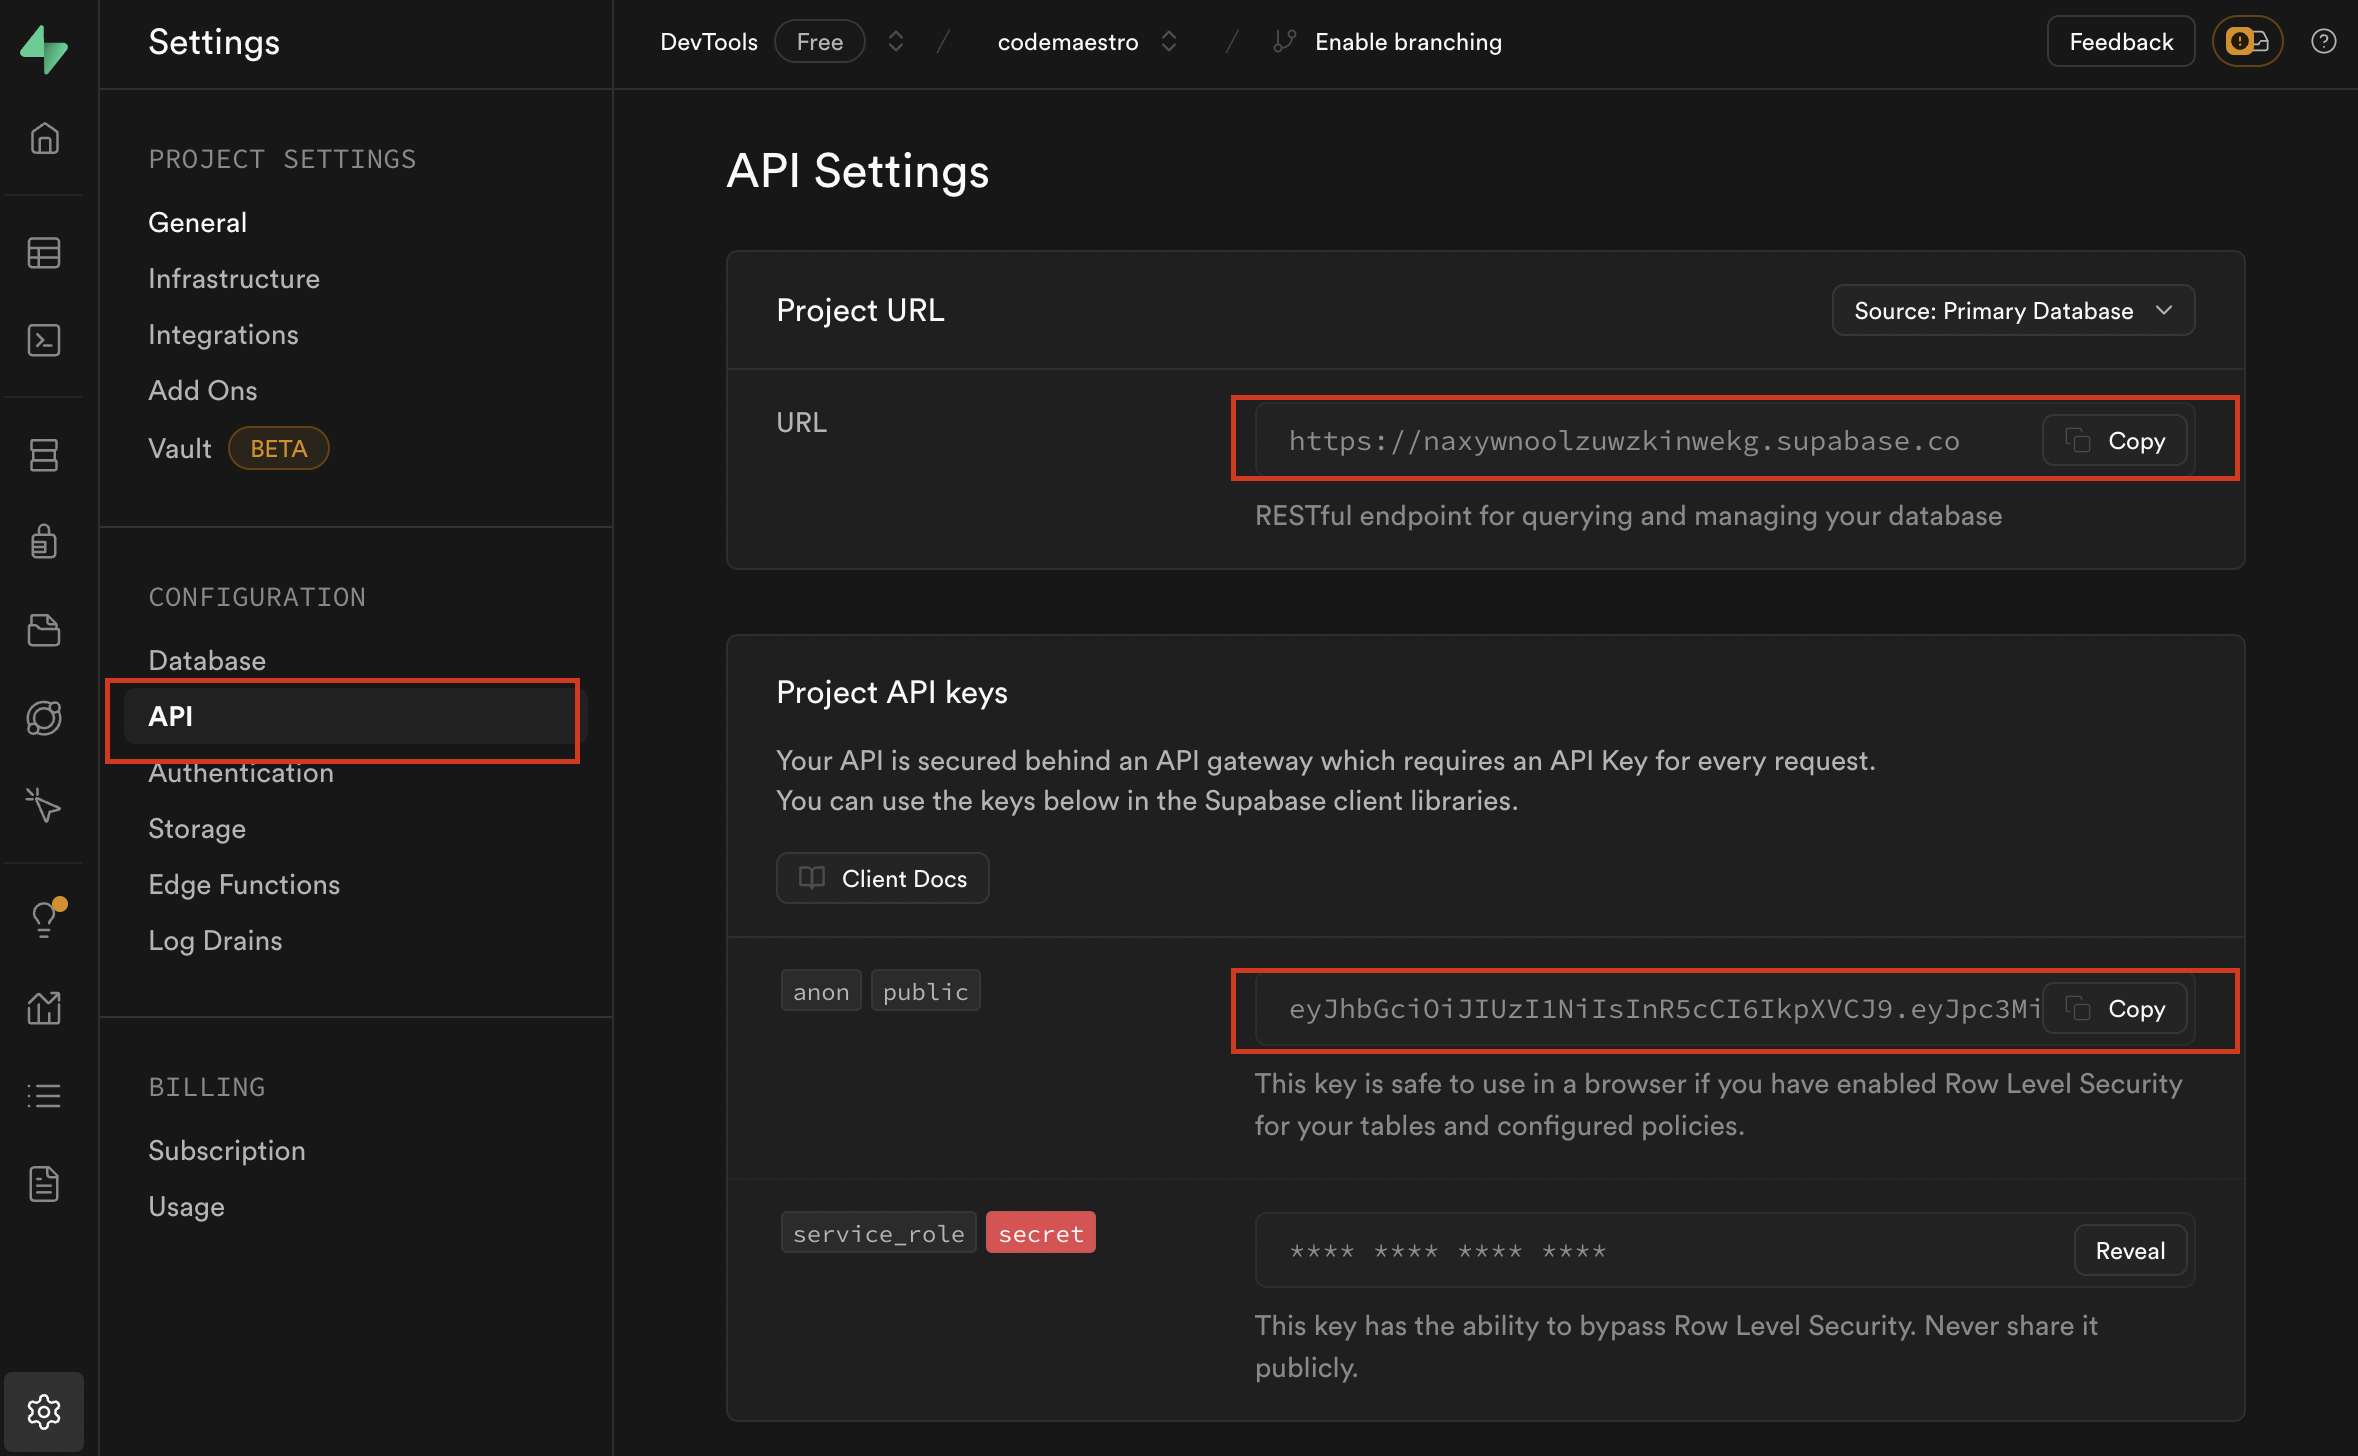 Settings
DevTools Free / codemaestro / Enable branching
Feedback
PROJECT SETTINGS
General
Infrastructure
Integrations
Add Ons
Vault BETA
CONFIGURATION
Database
API
Authentication
Storage
Edge Functions
Log Drains
BILLING
Subscription
Usage
API Settings
Project URL
Source: Primary Database
URL
https://naxywnoolzuwzkinwekg.supabase.co
Copy
RESTful endpoint for querying and managing your database
Project API keys
Your API is secured behind an API gateway which requires an API Key for every request.
You can use the keys below in the Supabase client libraries.
Client Docs
anon public
eyJhbGciOiJIUzI1NiIsInR5cCI6IkpXVCJ9.eyJpc3Mi
Copy
This key is safe to use in a browser if you have enabled Row Level Security
for your tables and configured policies.
service_role secret
**** **** **** ****
Reveal
This key has the ability to bypass Row Level Security. Never share it
publicly.